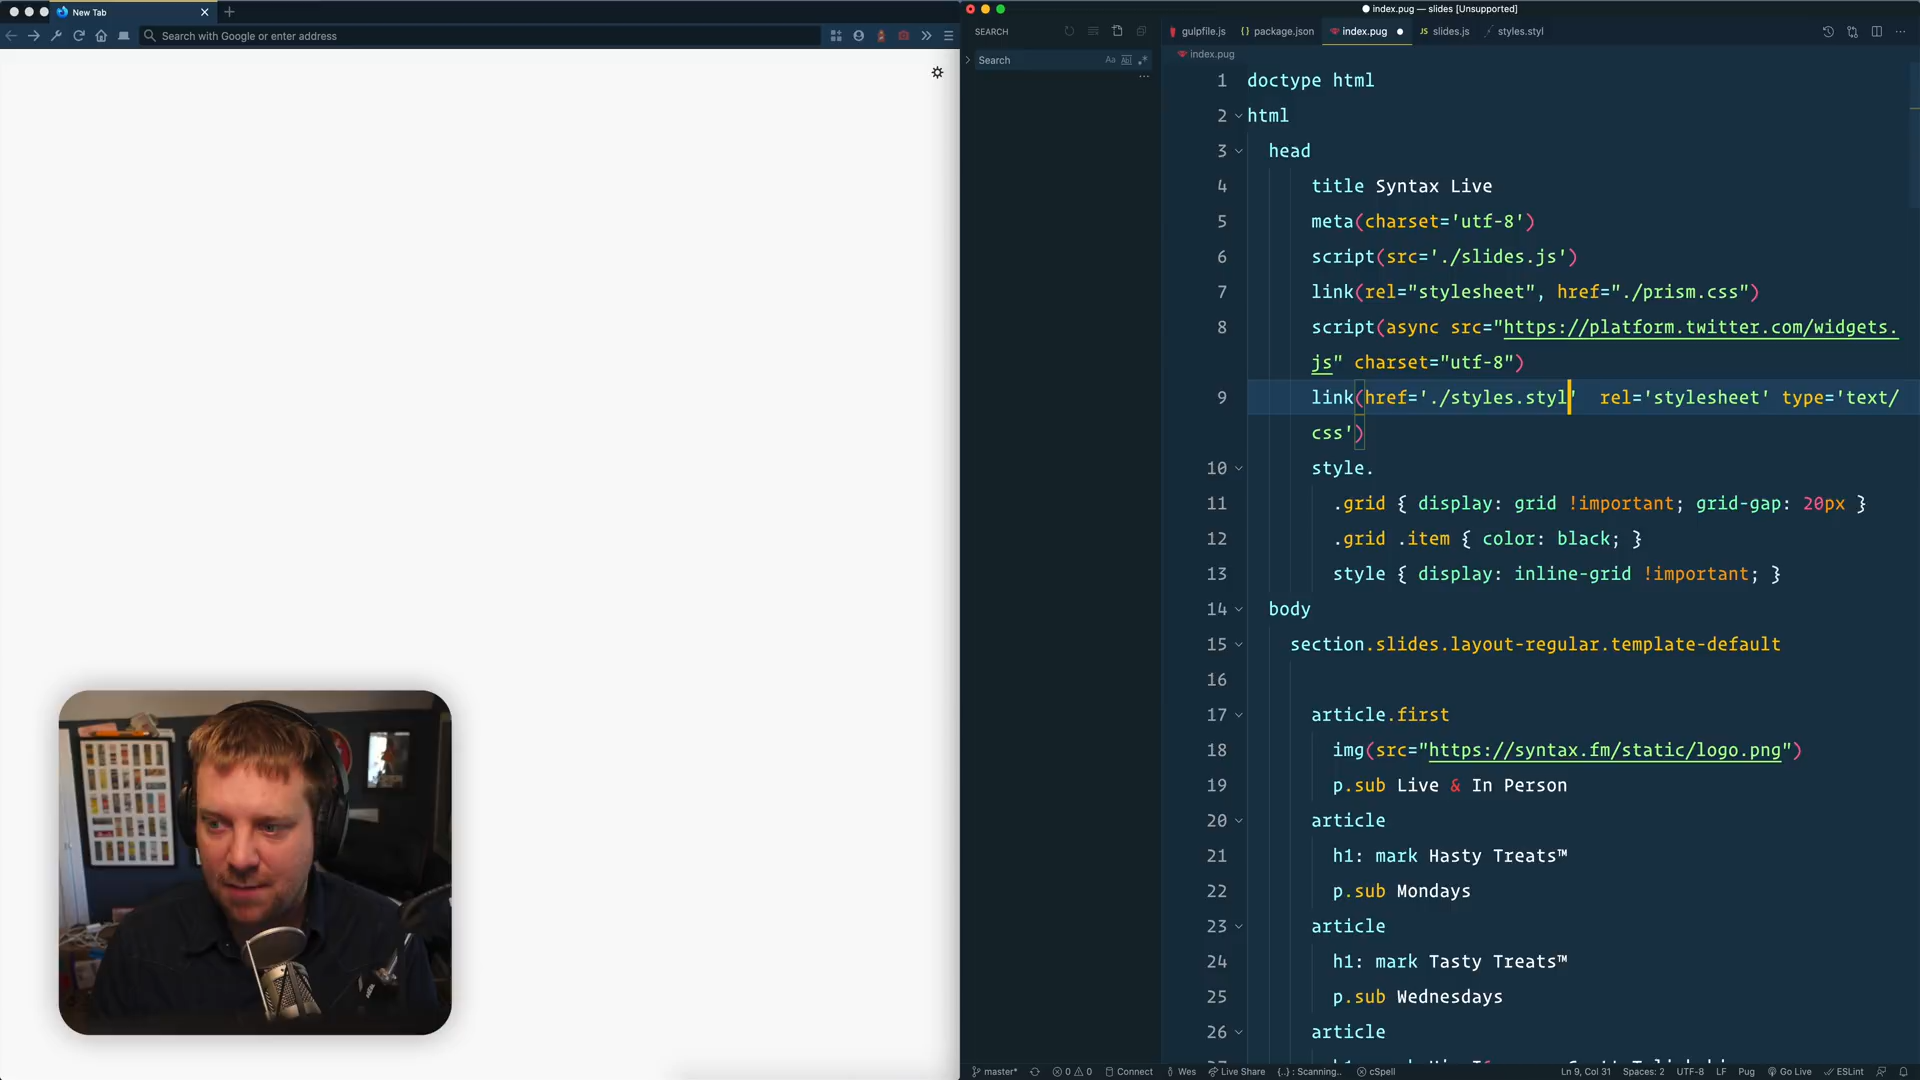 New Tab
Search with Google or enter address
index.pug — slides [Unsupported]
SEARCH
Search
Aa
gulpfile.js
{} package.json
index.pug
JS slides.js
styles.styl
index.pug
1 doctype html
2 html
3 head
4 title Syntax Live
5 meta(charset='utf-8')
6 script(src='./slides.js')
7 link(rel="stylesheet", href="./prism.css")
8 script(async src="https://platform.twitter.com/widgets.
js" charset="utf-8")
9 link(href='./styles.styl' rel='stylesheet' type='text/
css')
10 style.
11 .grid { display: grid !important; grid-gap: 20px }
12 .grid .item { color: black; }
13 style { display: inline-grid !important; }
14 body
15 section.slides.layout-regular.template-default
16
17 article.first
18 img(src="https://syntax.fm/static/logo.png")
19 p.sub Live & In Person
20 article
21 h1: mark Hasty Treats™
22 p.sub Mondays
23 article
24 h1: mark Tasty Treats™
25 p.sub Wednesdays
26 article
master*
0 0
Connect
Wes
Live Share
{..} : Scanning..
cSpell
Ln 9, Col 31
Spaces: 2
UTF-8
LF
Pug
Go Live
ESLint